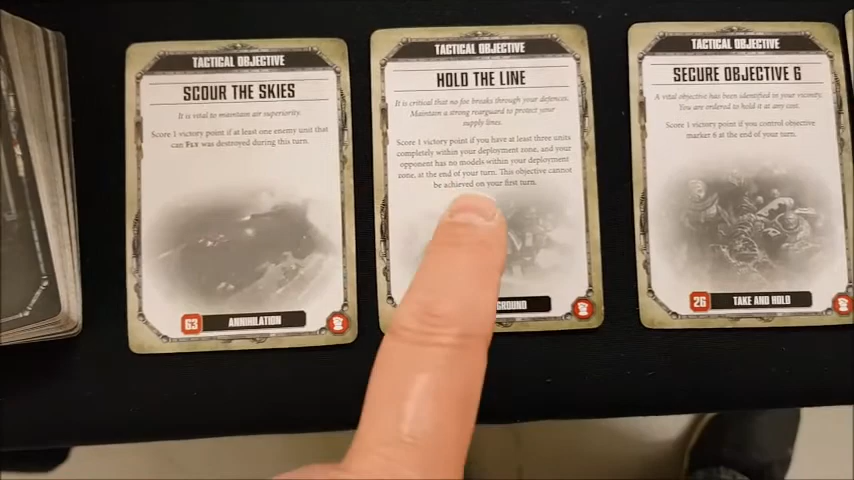 TACTICAL OBJECTIVE
SCOUR THE SKIES
It is vital to maintain air superiority.
Score 1 victory point if at least one enemy unit that
can FLY was destroyed during this turn.
63
ANNIHILATION
TACTICAL OBJECTIVE
HOLD THE LINE
It is critical that no foe breaks through your defences.
Maintain a strong rearguard to protect your
supply lines.
Score 1 victory point if you have at least three units
completely within your deployment zone, and your
opponent has no models within your deployment
zone, at the end of your turn. This objective cannot
be achieved on your first turn.
TACTICAL OBJECTIVE
SECURE OBJECTIVE 6
A vital objective has been identified in your vicinity.
You are ordered to hold it at any cost.
Score 1 victory point if you control objective
marker 6 at the end of your turn.
26
TAKE AND HOLD